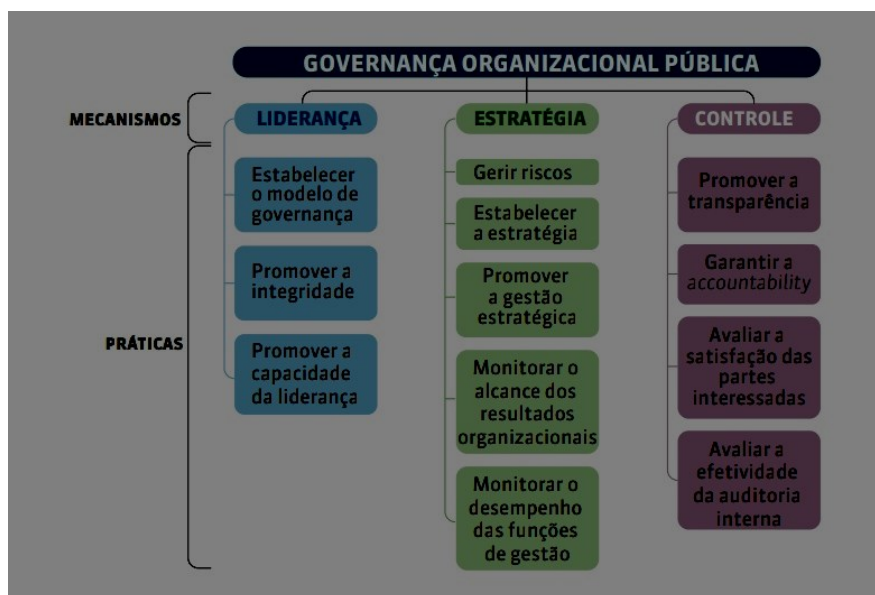 GOVERNANÇA ORGANIZACIONAL PÚBLICA
MECANISMOS
LIDERANÇA
ESTRATÉGIA
CONTROLE
PRÁTICAS
Estabelecer
o modelo de
governança
Promover a
integridade
Promover a
capacidade
da liderança
Gerir riscos
Estabelecer
a estratégia
Promover
a gestão
estratégica
Monitorar o
alcance dos
resultados
organizacionais
Monitorar o
desempenho
das funções
de gestão
Promover a
transparência
Garantir a
accountability
Avaliar a
satisfação das
partes
interessadas
Avaliar a
efetividade
da auditoria
interna